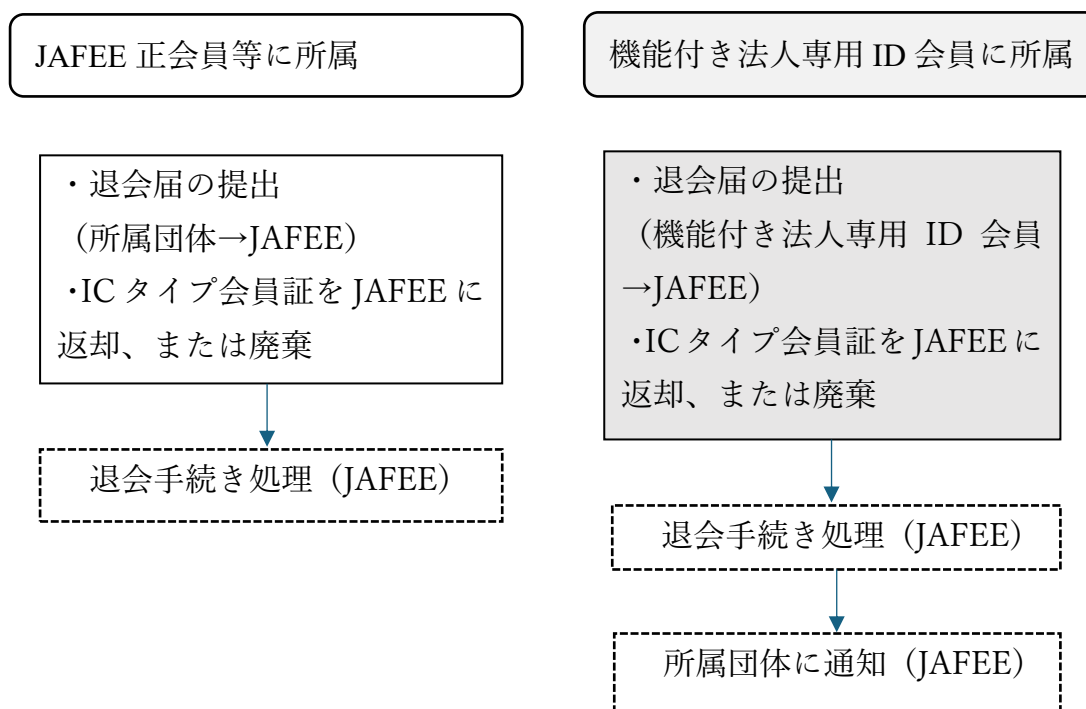 JAFEE 正会員等に所属
・退会届の提出
（所属団体→JAFEE）
・IC タイプ会員証を JAFEE に
返却、または廃棄
退会手続き処理（JAFEE）
機能付き法人専用 ID 会員に所属
・退会届の提出
（機能付き法人専用 ID 会員
→JAFEE）
・IC タイプ会員証を JAFEE に
返却、または廃棄
退会手続き処理（JAFEE）
所属団体に通知（JAFEE）